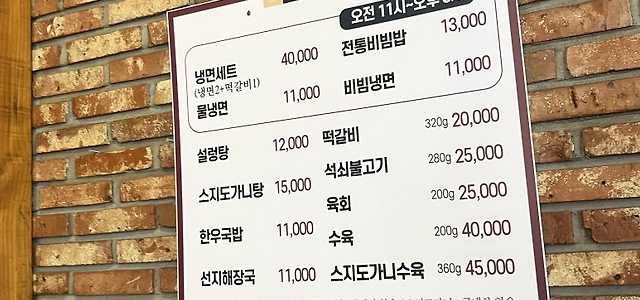 오전 11시~오후
냉면세트 40,000 전통비빔밥 13,000
(냉면2+떡갈비1)
물냉면 11,000 비빔냉면 11,000
설렁탕 12,000 떡갈비 320g 20,000
스지도가니탕 15,000 석쇠불고기 280g 25,000
육회 200g 25,000
한우국밥 11,000 수육 200g 40,000
선지해장국 11,000 스지도가니수육 360g 45,000